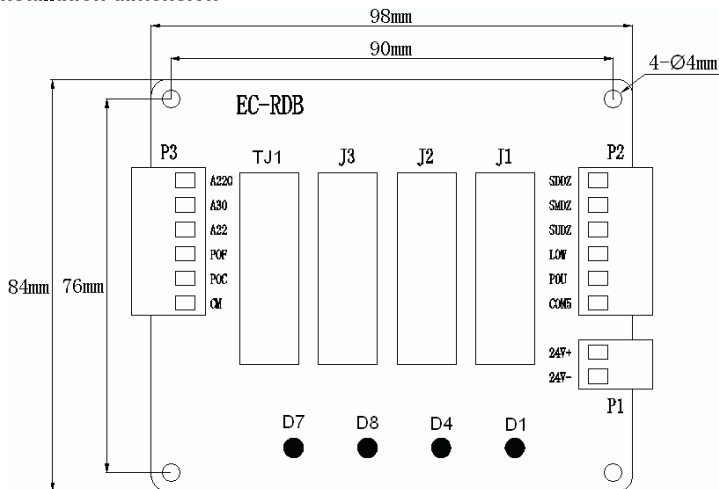 98mm
90mm
4-Ø4mm
EC-RDB
P3
TJ1
J3
J2
J1
P2
A220
A30
A22
POF
POC
CM
SDDZ
SMDZ
SUDZ
LOW
POU
COM5
84mm
76mm
24V+
24V-
P1
D7
D8
D4
D1